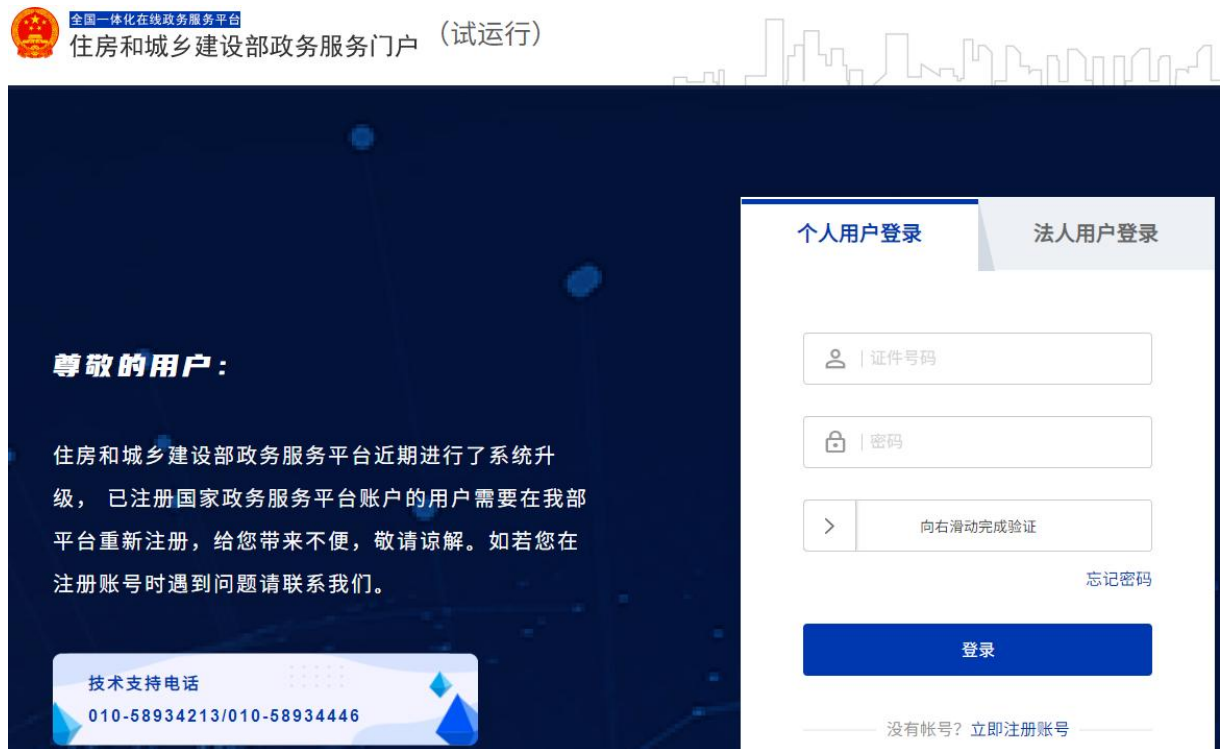 全国一体化在线政务服务平台
住房和城乡建设部政务服务门户 （试运行）
个人用户登录 法人用户登录
尊敬的用户：
住房和城乡建设部政务服务平台近期进行了系统升
级， 已注册国家政务服务平台账户的用户需要在我部
平台重新注册，给您带来不便，敬请谅解。如若您在
注册账号时遇到问题请联系我们。
技术支持电话
010-58934213/010-58934446
证件号码
密码
向右滑动完成验证
忘记密码
登录
没有帐号？立即注册账号